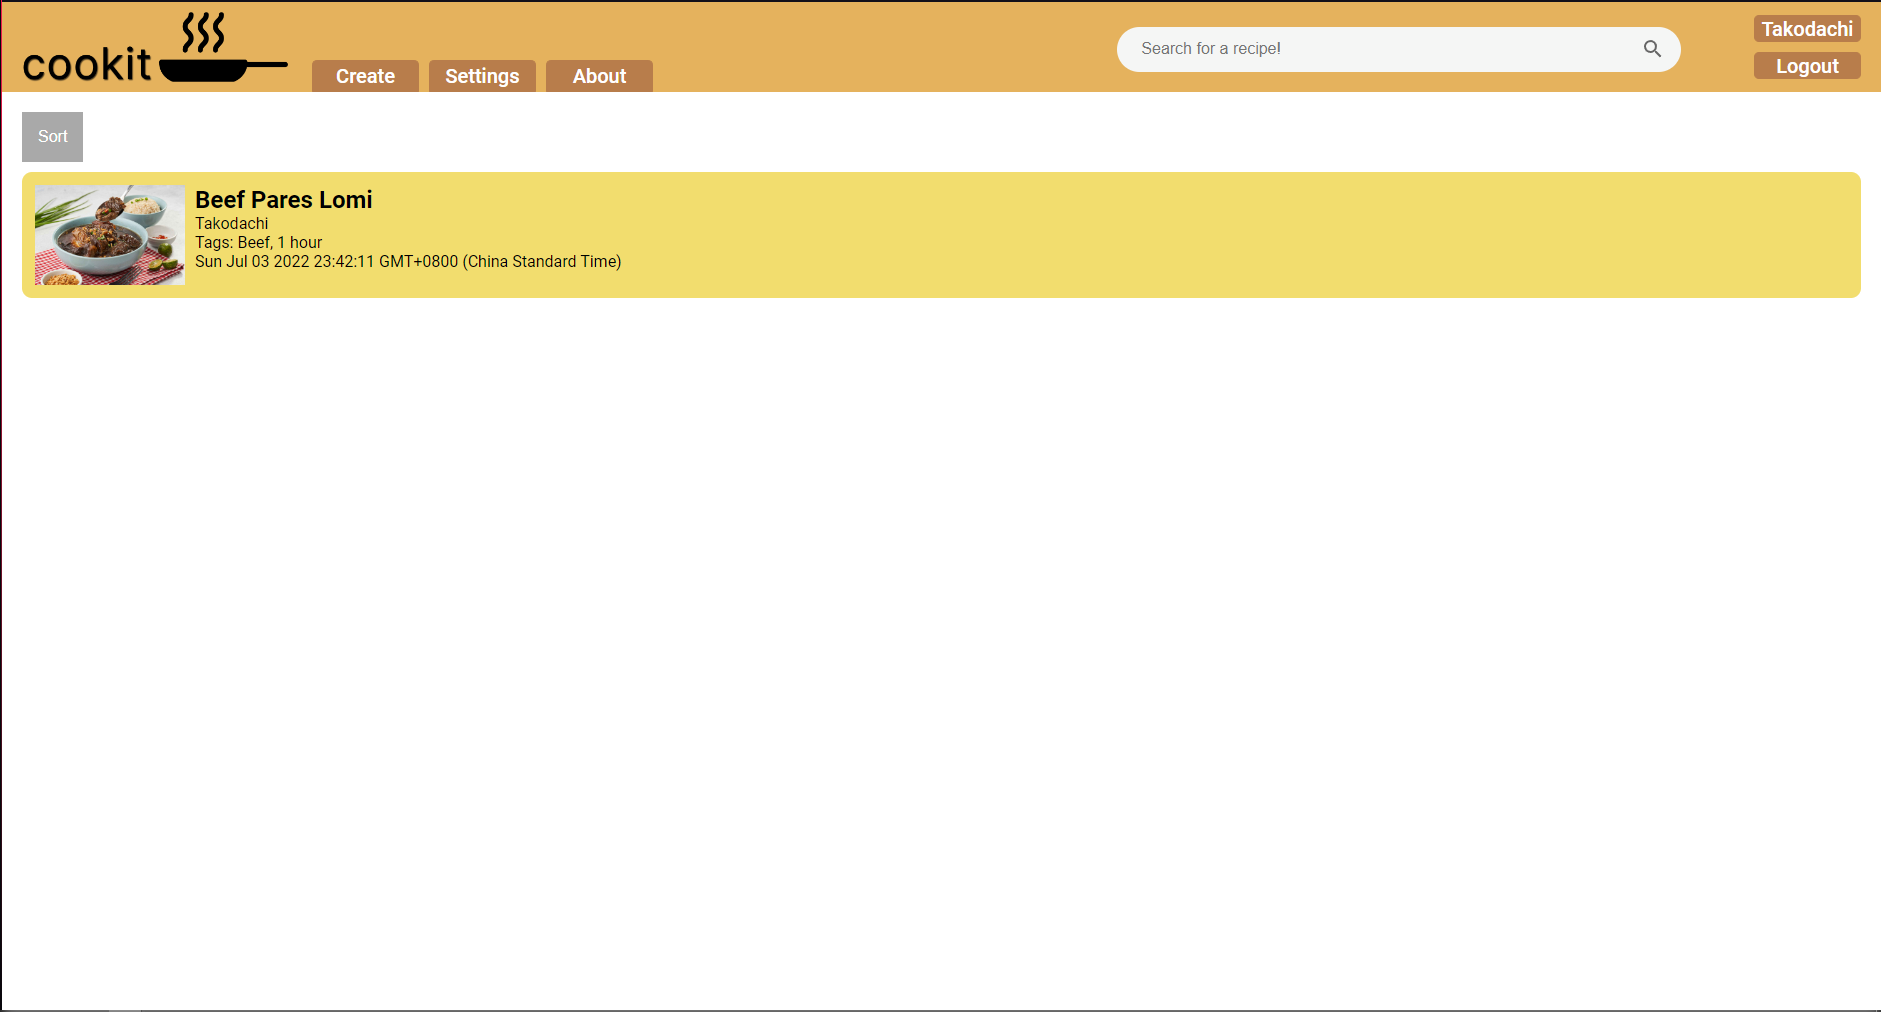 cookit
Create
Settings
About
Search for a recipe!
Takodachi
Logout
Sort
Beef Pares Lomi
Takodachi
Tags: Beef, 1 hour
Sun Jul 03 2022 23:42:11 GMT+0800 (China Standard Time)